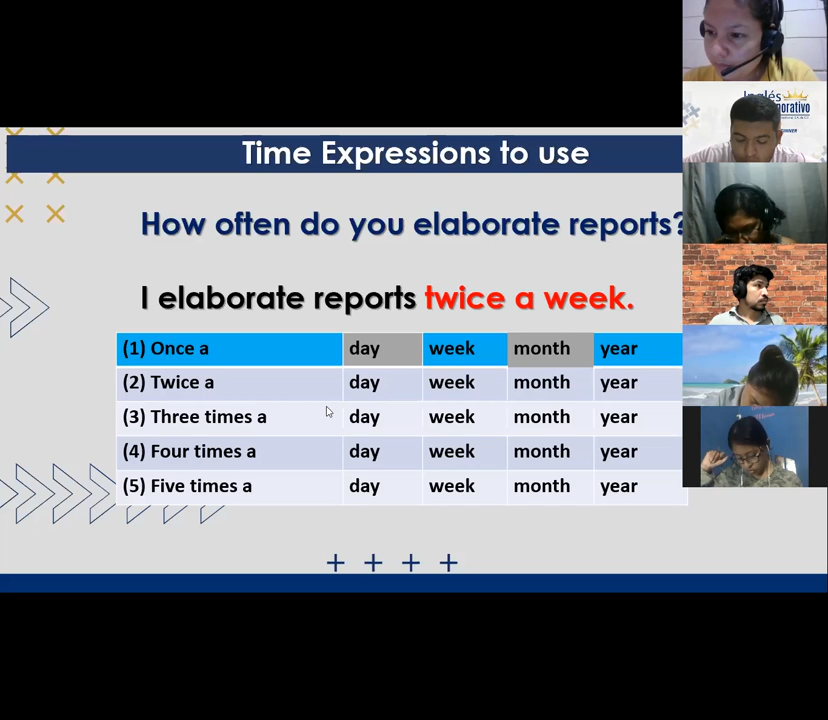 Time Expressions to use
How often do you elaborate reports?
I elaborate reports twice a week.
(1) Once a day week month year
(2) Twice a day week month year
(3) Three times a day week month year
(4) Four times a day week month year
(5) Five times a day week month year
Inglés